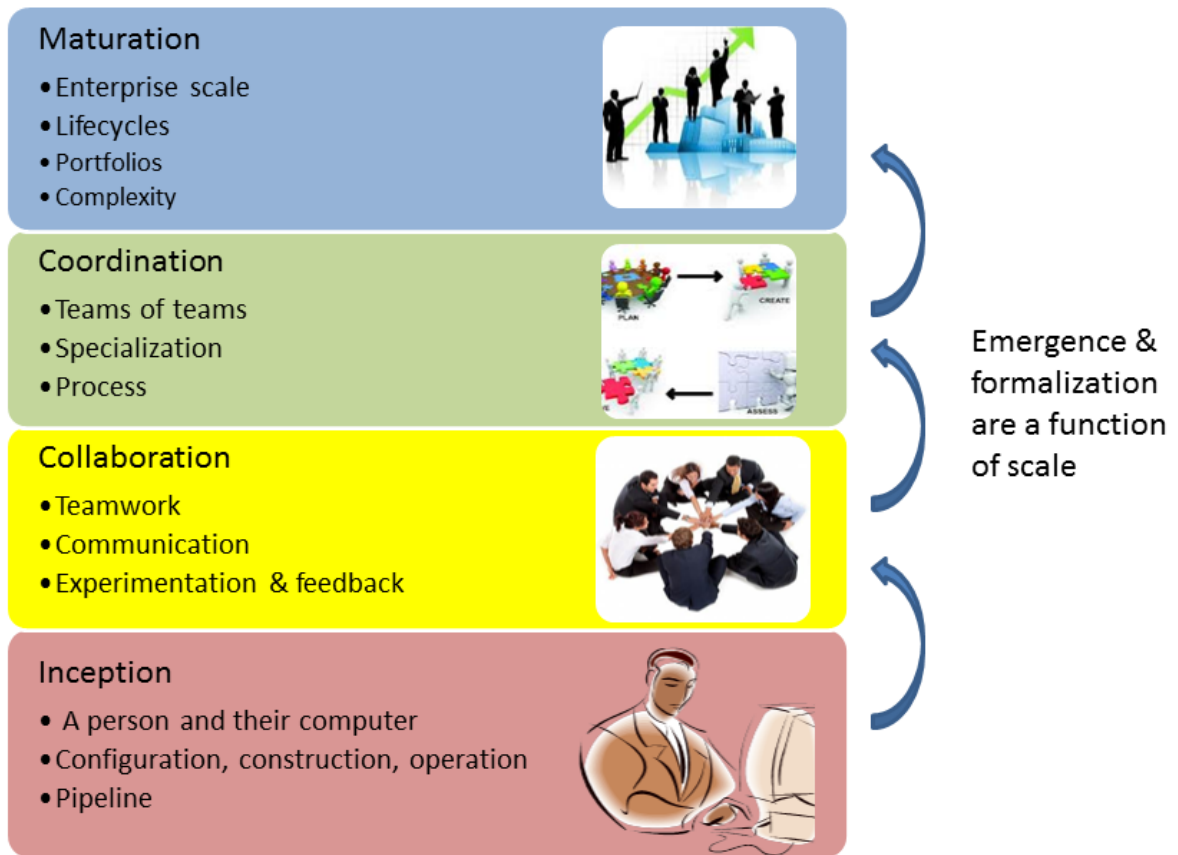 Maturation
•Enterprise scale
•Lifecycles
•Portfolios
•Complexity
Coordination
•Teams of teams
•Specialization
•Process
PLAN
CREATE
VE
ASSESS
Collaboration
•Teamwork
•Communication
•Experimentation & feedback
Inception
• A person and their computer
•Configuration, construction, operation
•Pipeline
Emergence &
formalization
are a function
of scale